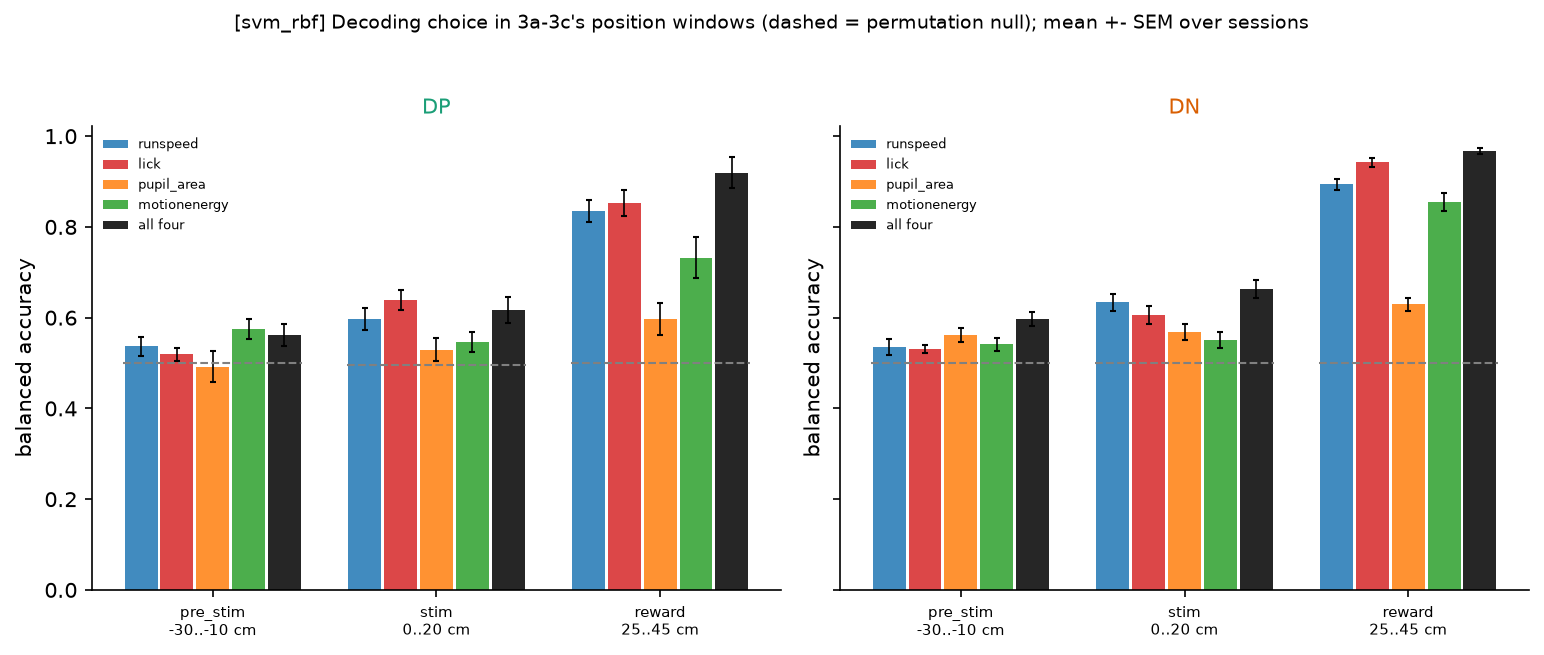 [svm_rbf] Decoding choice in 3a-3c's position windows (dashed = permutation null); mean +- SEM over sessions
DP
balanced accuracy
1.0
0.8
0.6
0.4
0.2
0.0
runspeed
lick
pupil_area
motionenergy
all four
pre_stim
-30..-10 cm
stim
0..20 cm
reward
25..45 cm
DN
balanced accuracy
runspeed
lick
pupil_area
motionenergy
all four
pre_stim
-30..-10 cm
stim
0..20 cm
reward
25..45 cm